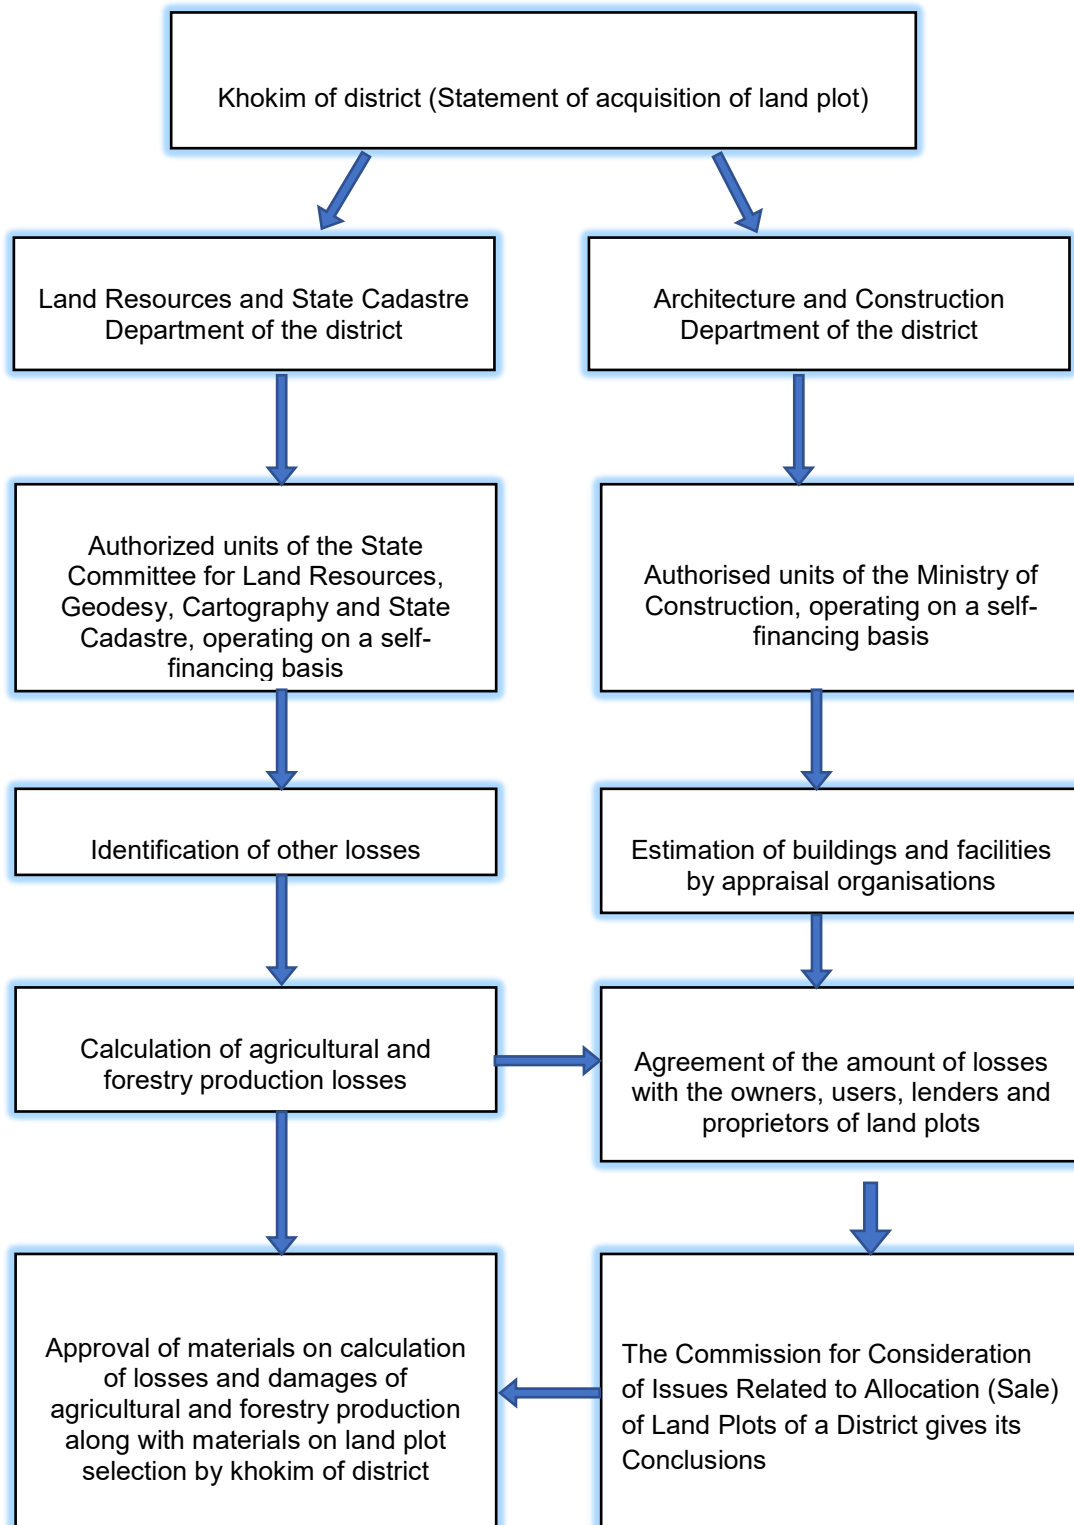 Khokim of district (Statement of acquisition of land plot)
Land Resources and State Cadastre
Department of the district
Architecture and Construction
Department of the district
Authorized units of the State
Committee for Land Resources,
Geodesy, Cartography and State
Cadastre, operating on a self-
financing basis
Authorised units of the Ministry of
Construction, operating on a self-
financing basis
Identification of other losses
Estimation of buildings and facilities
by appraisal organisations
Calculation of agricultural and
forestry production losses
Agreement of the amount of losses
with the owners, users, lenders and
proprietors of land plots
Approval of materials on calculation
of losses and damages of
agricultural and forestry production
along with materials on land plot
selection by khokim of district
The Commission for Consideration
of Issues Related to Allocation (Sale)
of Land Plots of a District gives its
Conclusions